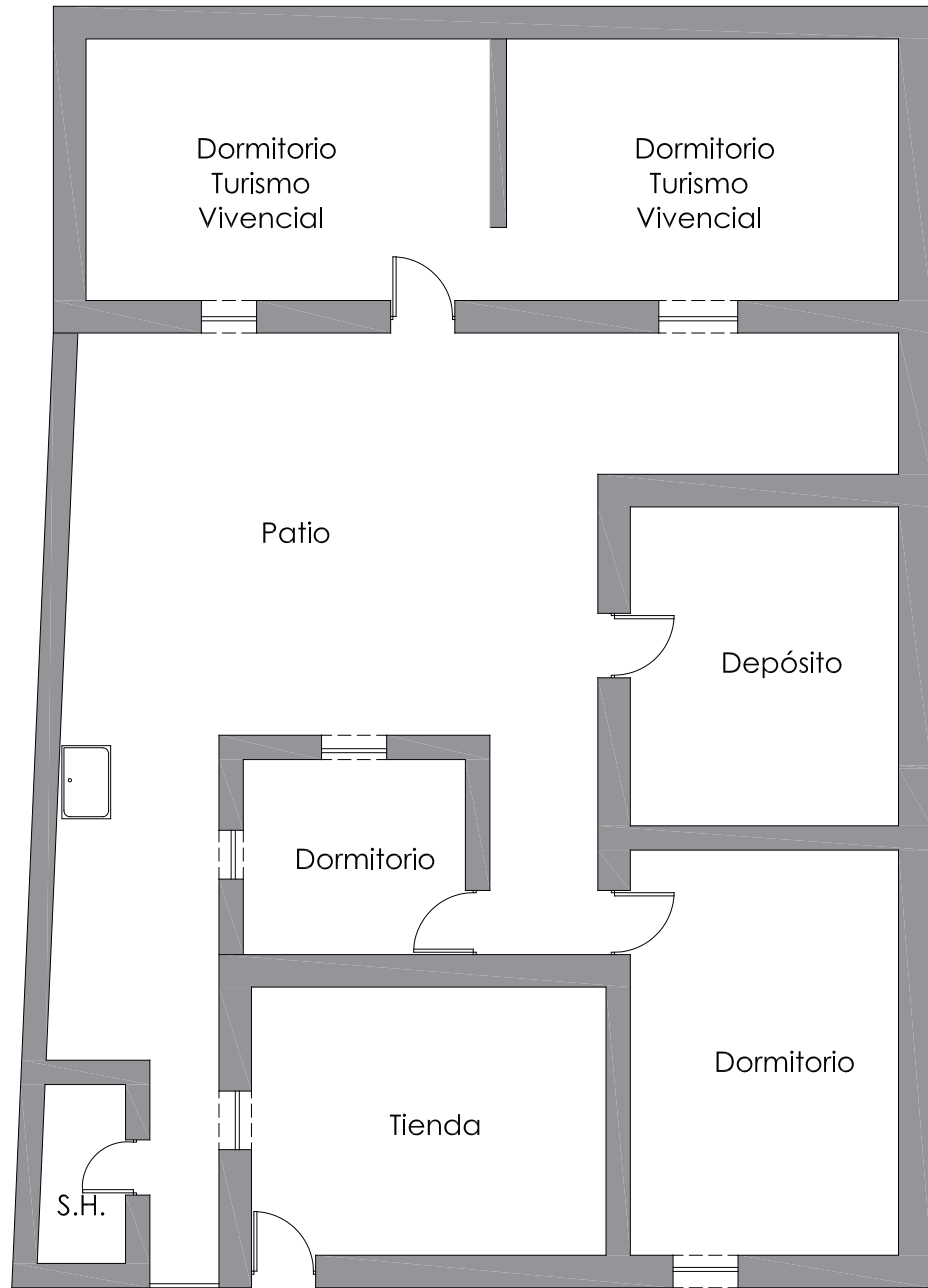 Dormitorio
Turismo
Vivencial
Dormitorio
Turismo
Vivencial
Patio
Depósito
Dormitorio
Dormitorio
Tienda
S.H.